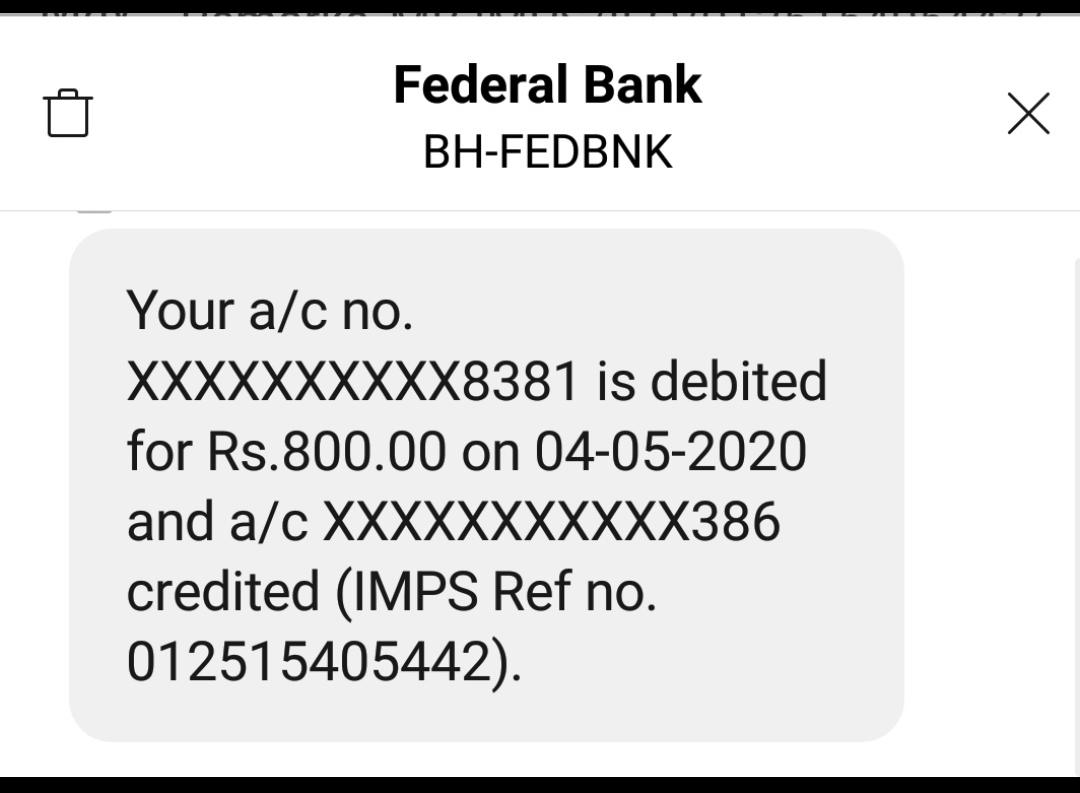 Federal Bank
BH-FEDBNK
Your a/c no.
XXXXXXXXXX8381 is debited
for Rs.800.00 on 04-05-2020
and a/c XXXXXXXXXXX386
credited (IMPS Ref no.
012515405442).